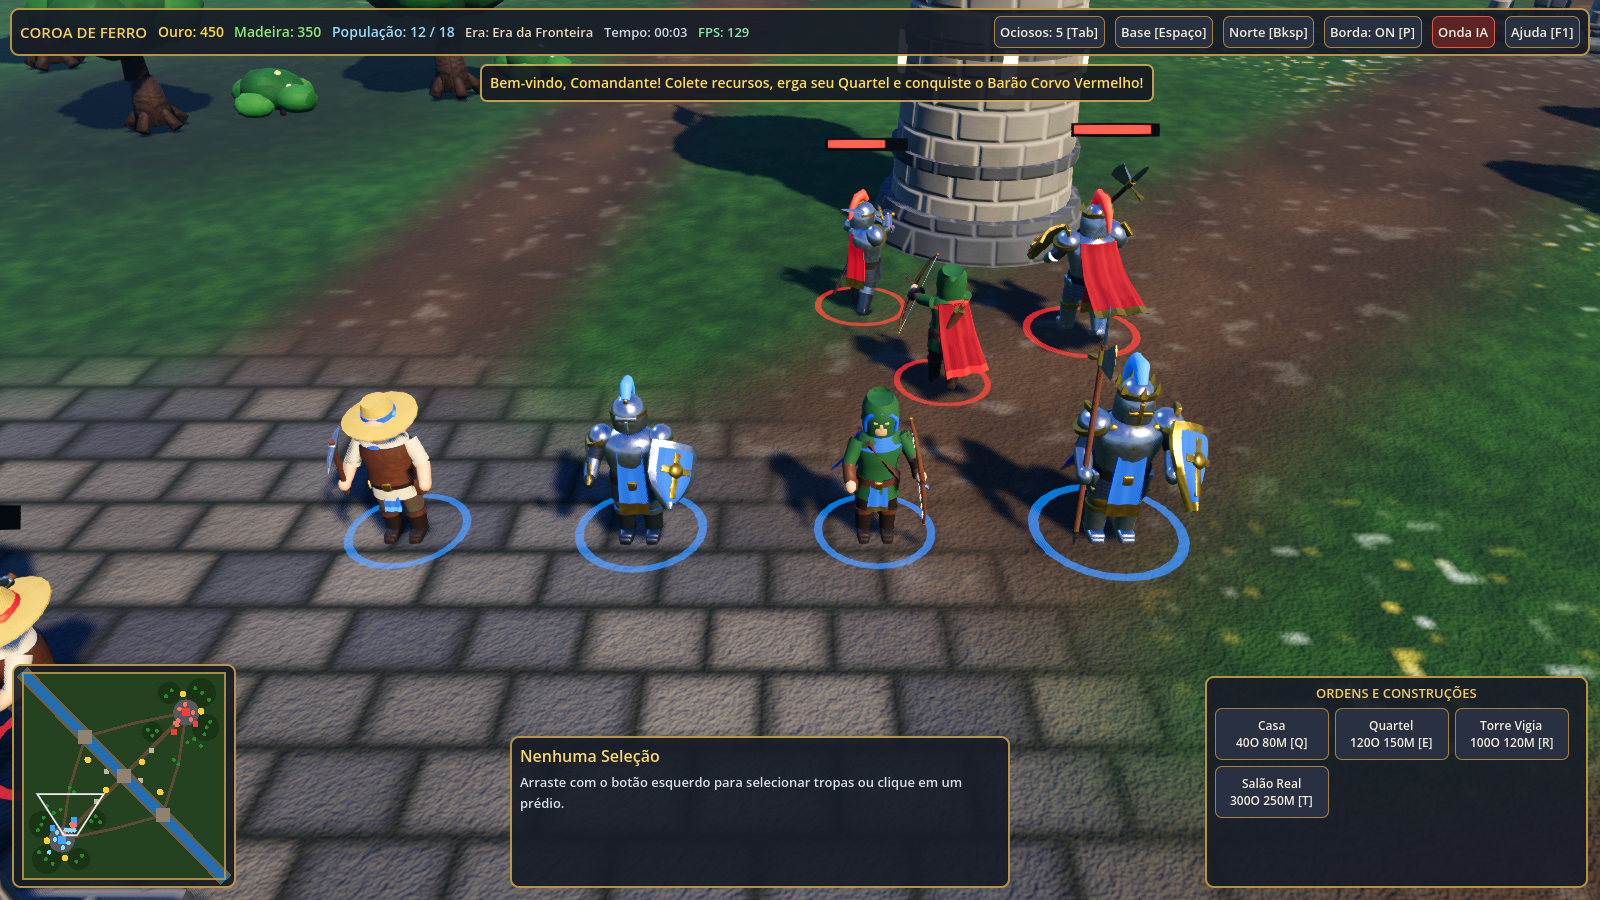 COROA DE FERRO Ouro: 450 Madeira: 350 População: 12 / 18 Era: Era da Fronteira Tempo: 00:03 FPS: 129 Ociosos: 5 [Tab] Base [Espaço] Norte [Bksp] Borda: ON [P] Onda IA Ajuda [F1]
Bem-vindo, Comandante! Colete recursos, erga seu Quartel e conquiste o Barão Corvo Vermelho!
Nenhuma Seleção
Arraste com o botão esquerdo para selecionar tropas ou clique em um
prédio.
ORDENS E CONSTRUÇÕES
Casa
40O 80M [Q]
Quartel
120O 150M [E]
Torre Vigia
100O 120M [R]
Salão Real
300O 250M [T]